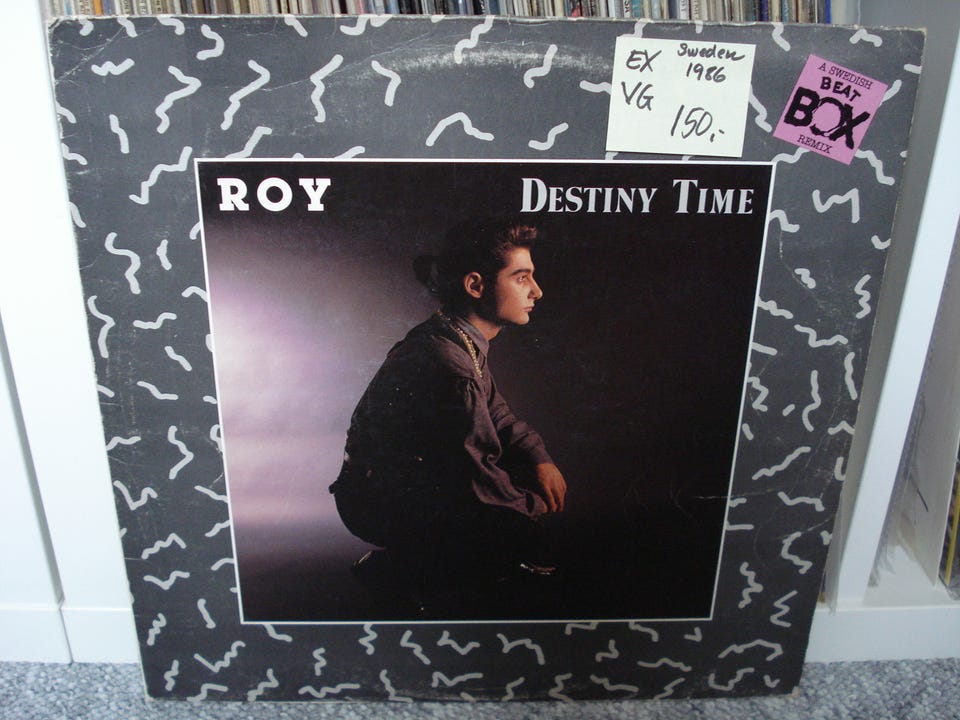 EX Sweden
1986
VG
150,-
A SWEDISH
BEAT
BOX
REMIX
ROY
DESTINY TIME